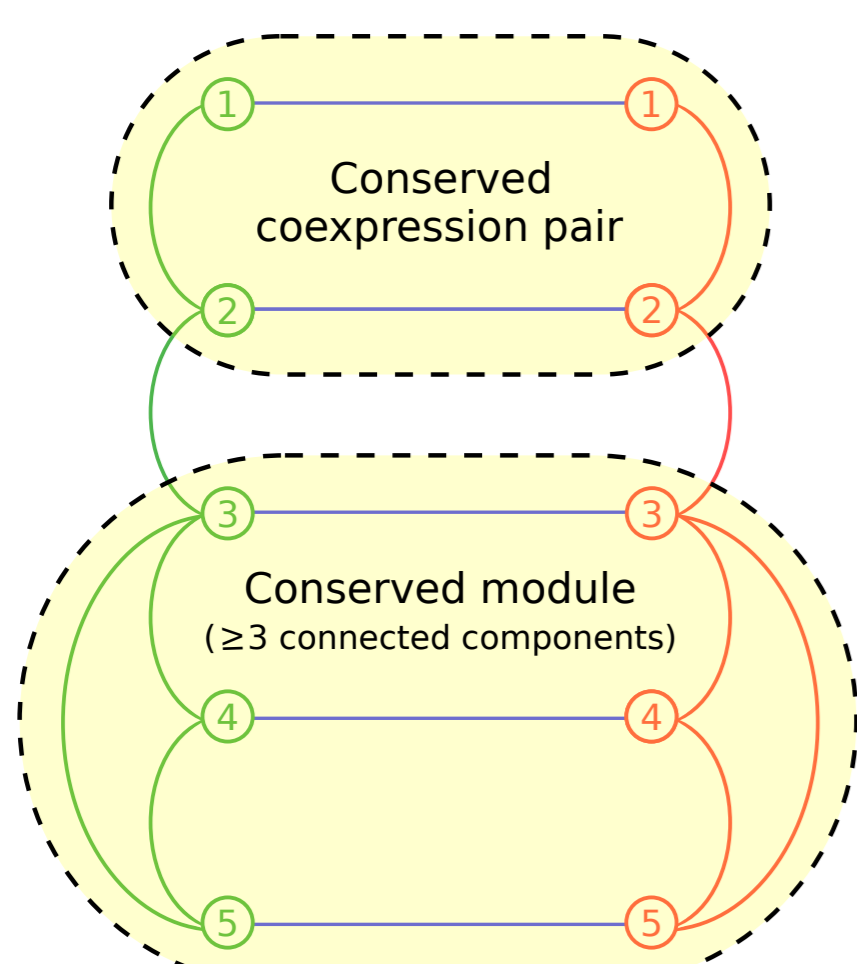 1 1
Conserved
coexpression pair
2 2
3 3
Conserved module
(≥3 connected components)
4 4
5 5